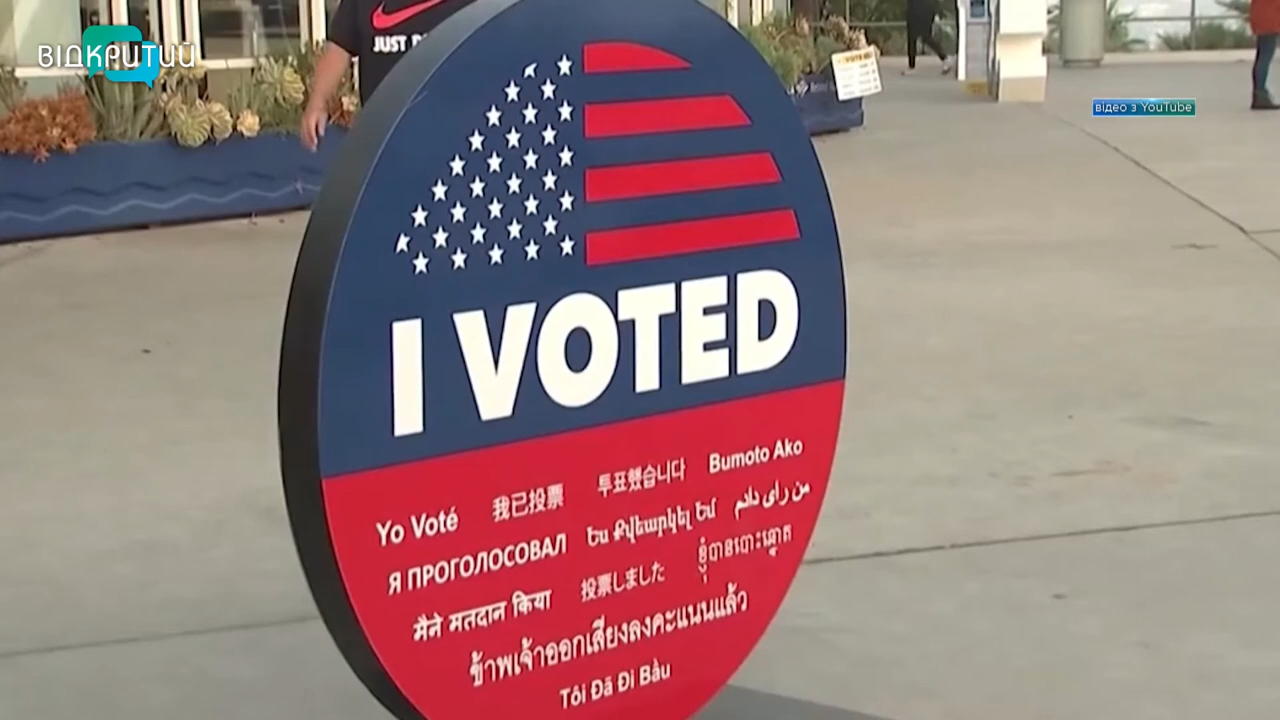 ВІДКРИТИЙ
JUST
відео з YouTube
I VOTED
Yo Voté 我已投票 투표했습니다 Bumoto Ako
Я ПРОГОЛОСОВАЛ Ես Քվեարկել Եմ من رای دادم
मैने मतदान किया 投票しました ខ្ញុំបានបោះឆ្នោត
ข้าพเจ้าออกเสียงลงคะแนนแล้ว
Tôi Đã Đi Bầu